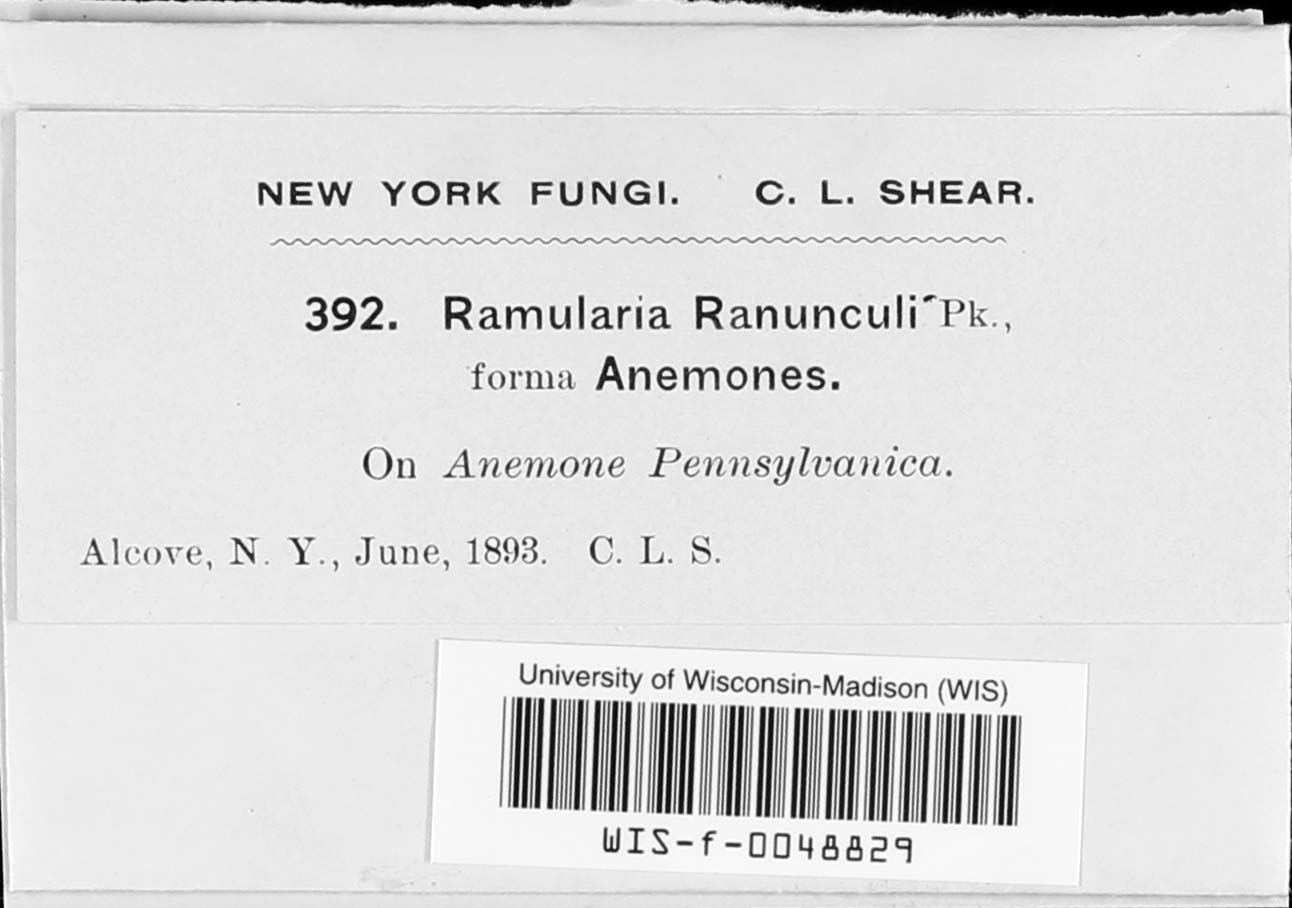 NEW YORK FUNGI. C. L. SHEAR.
392. Ramularia Ranunculi Pk.,
forma Anemones.
On Anemone Pennsylvanica.
Alcove, N. Y., June, 1893. C. L. S.
University of Wisconsin-Madison (WIS)
WIS-f-0048829